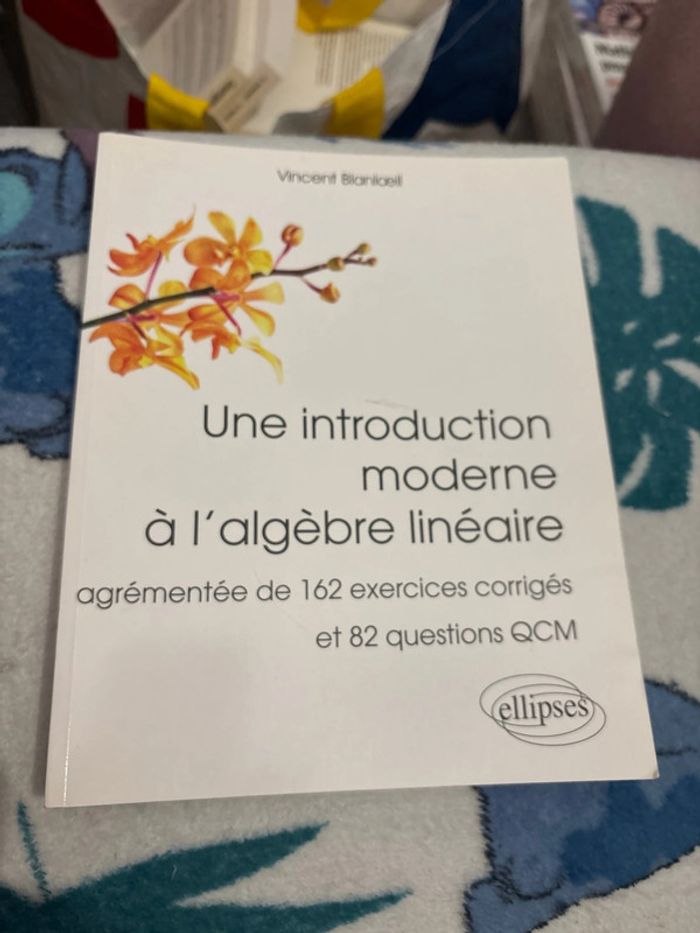 Vincent Blanlœil
Une introduction
moderne
à l'algèbre linéaire
agrémentée de 162 exercices corrigés
et 82 questions QCM
ellipses